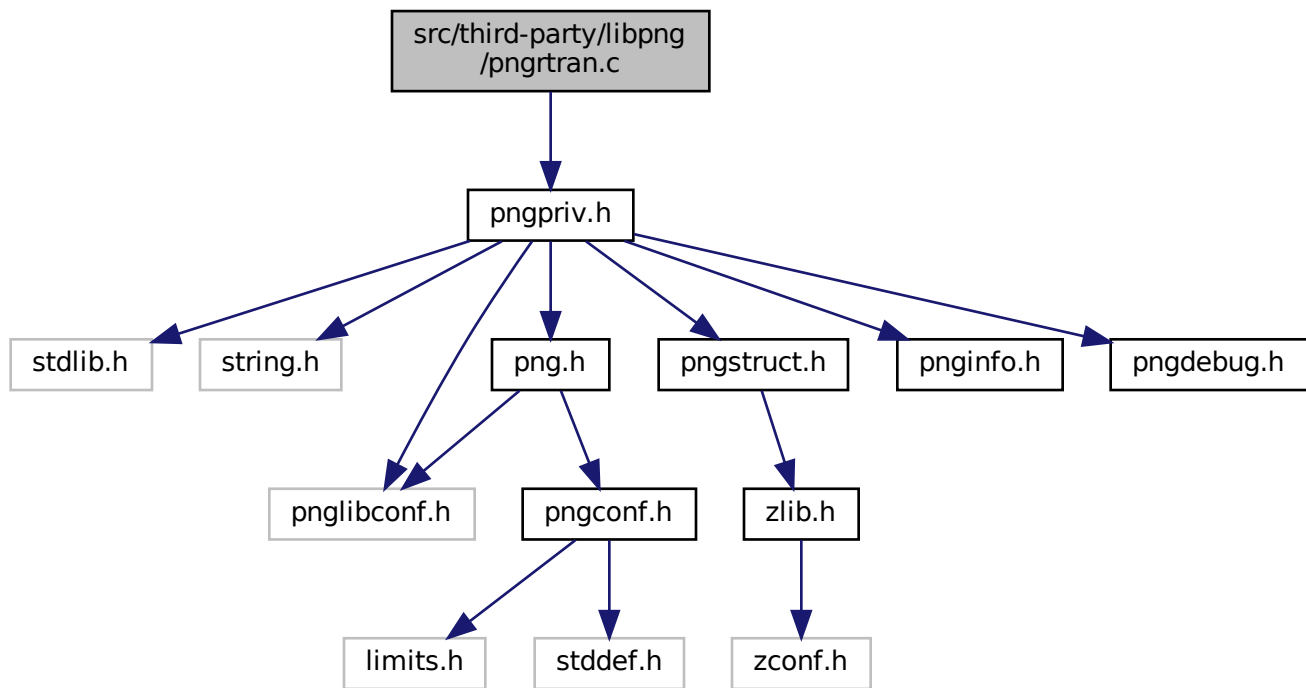 src/third-party/libpng
/pngrtran.c
pngpriv.h
stdlib.h
string.h
png.h
pngstruct.h
pnginfo.h
pngdebug.h
pnglibconf.h
pngconf.h
zlib.h
limits.h
stddef.h
zconf.h